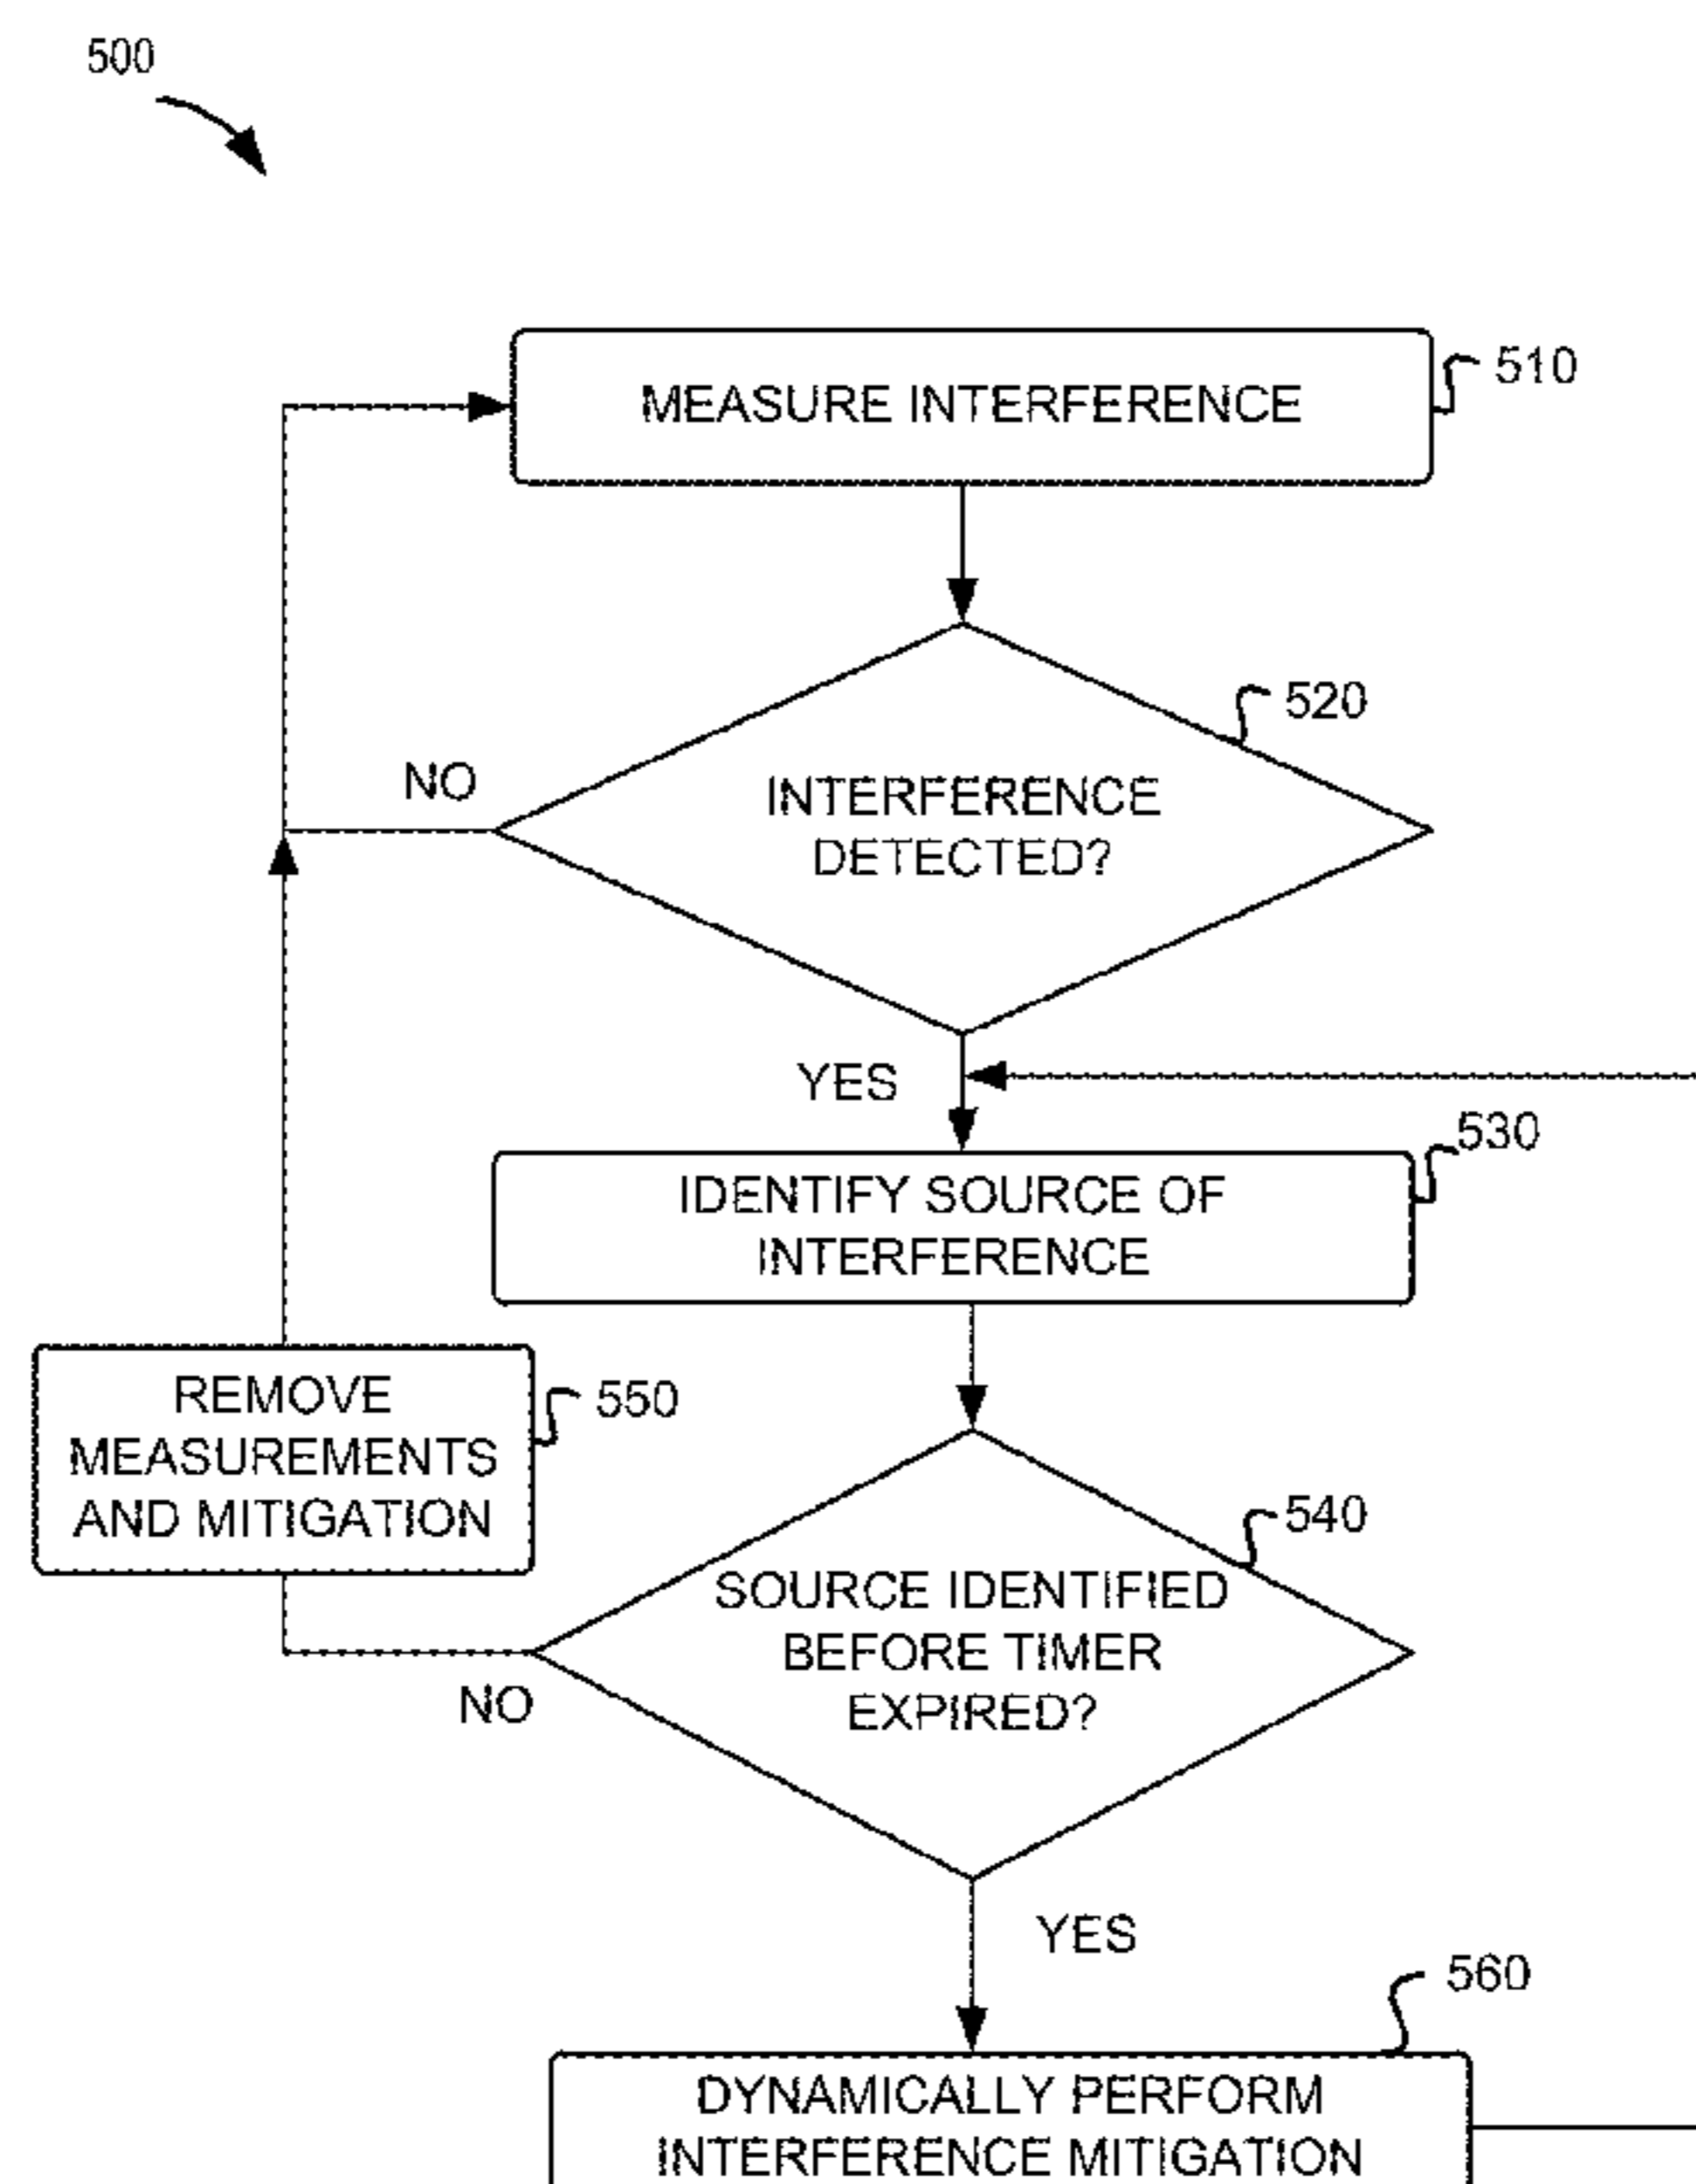 500
MEASURE INTERFERENCE
510
520
NO
INTERFERENCE
DETECTED?
YES
530
IDENTIFY SOURCE OF
INTERFERENCE
REMOVE
MEASUREMENTS
AND MITIGATION
550
540
SOURCE IDENTIFIED
BEFORE TIMER
EXPIRED?
NO
YES
560
DYNAMICALLY PERFORM
INTERFERENCE MITIGATION